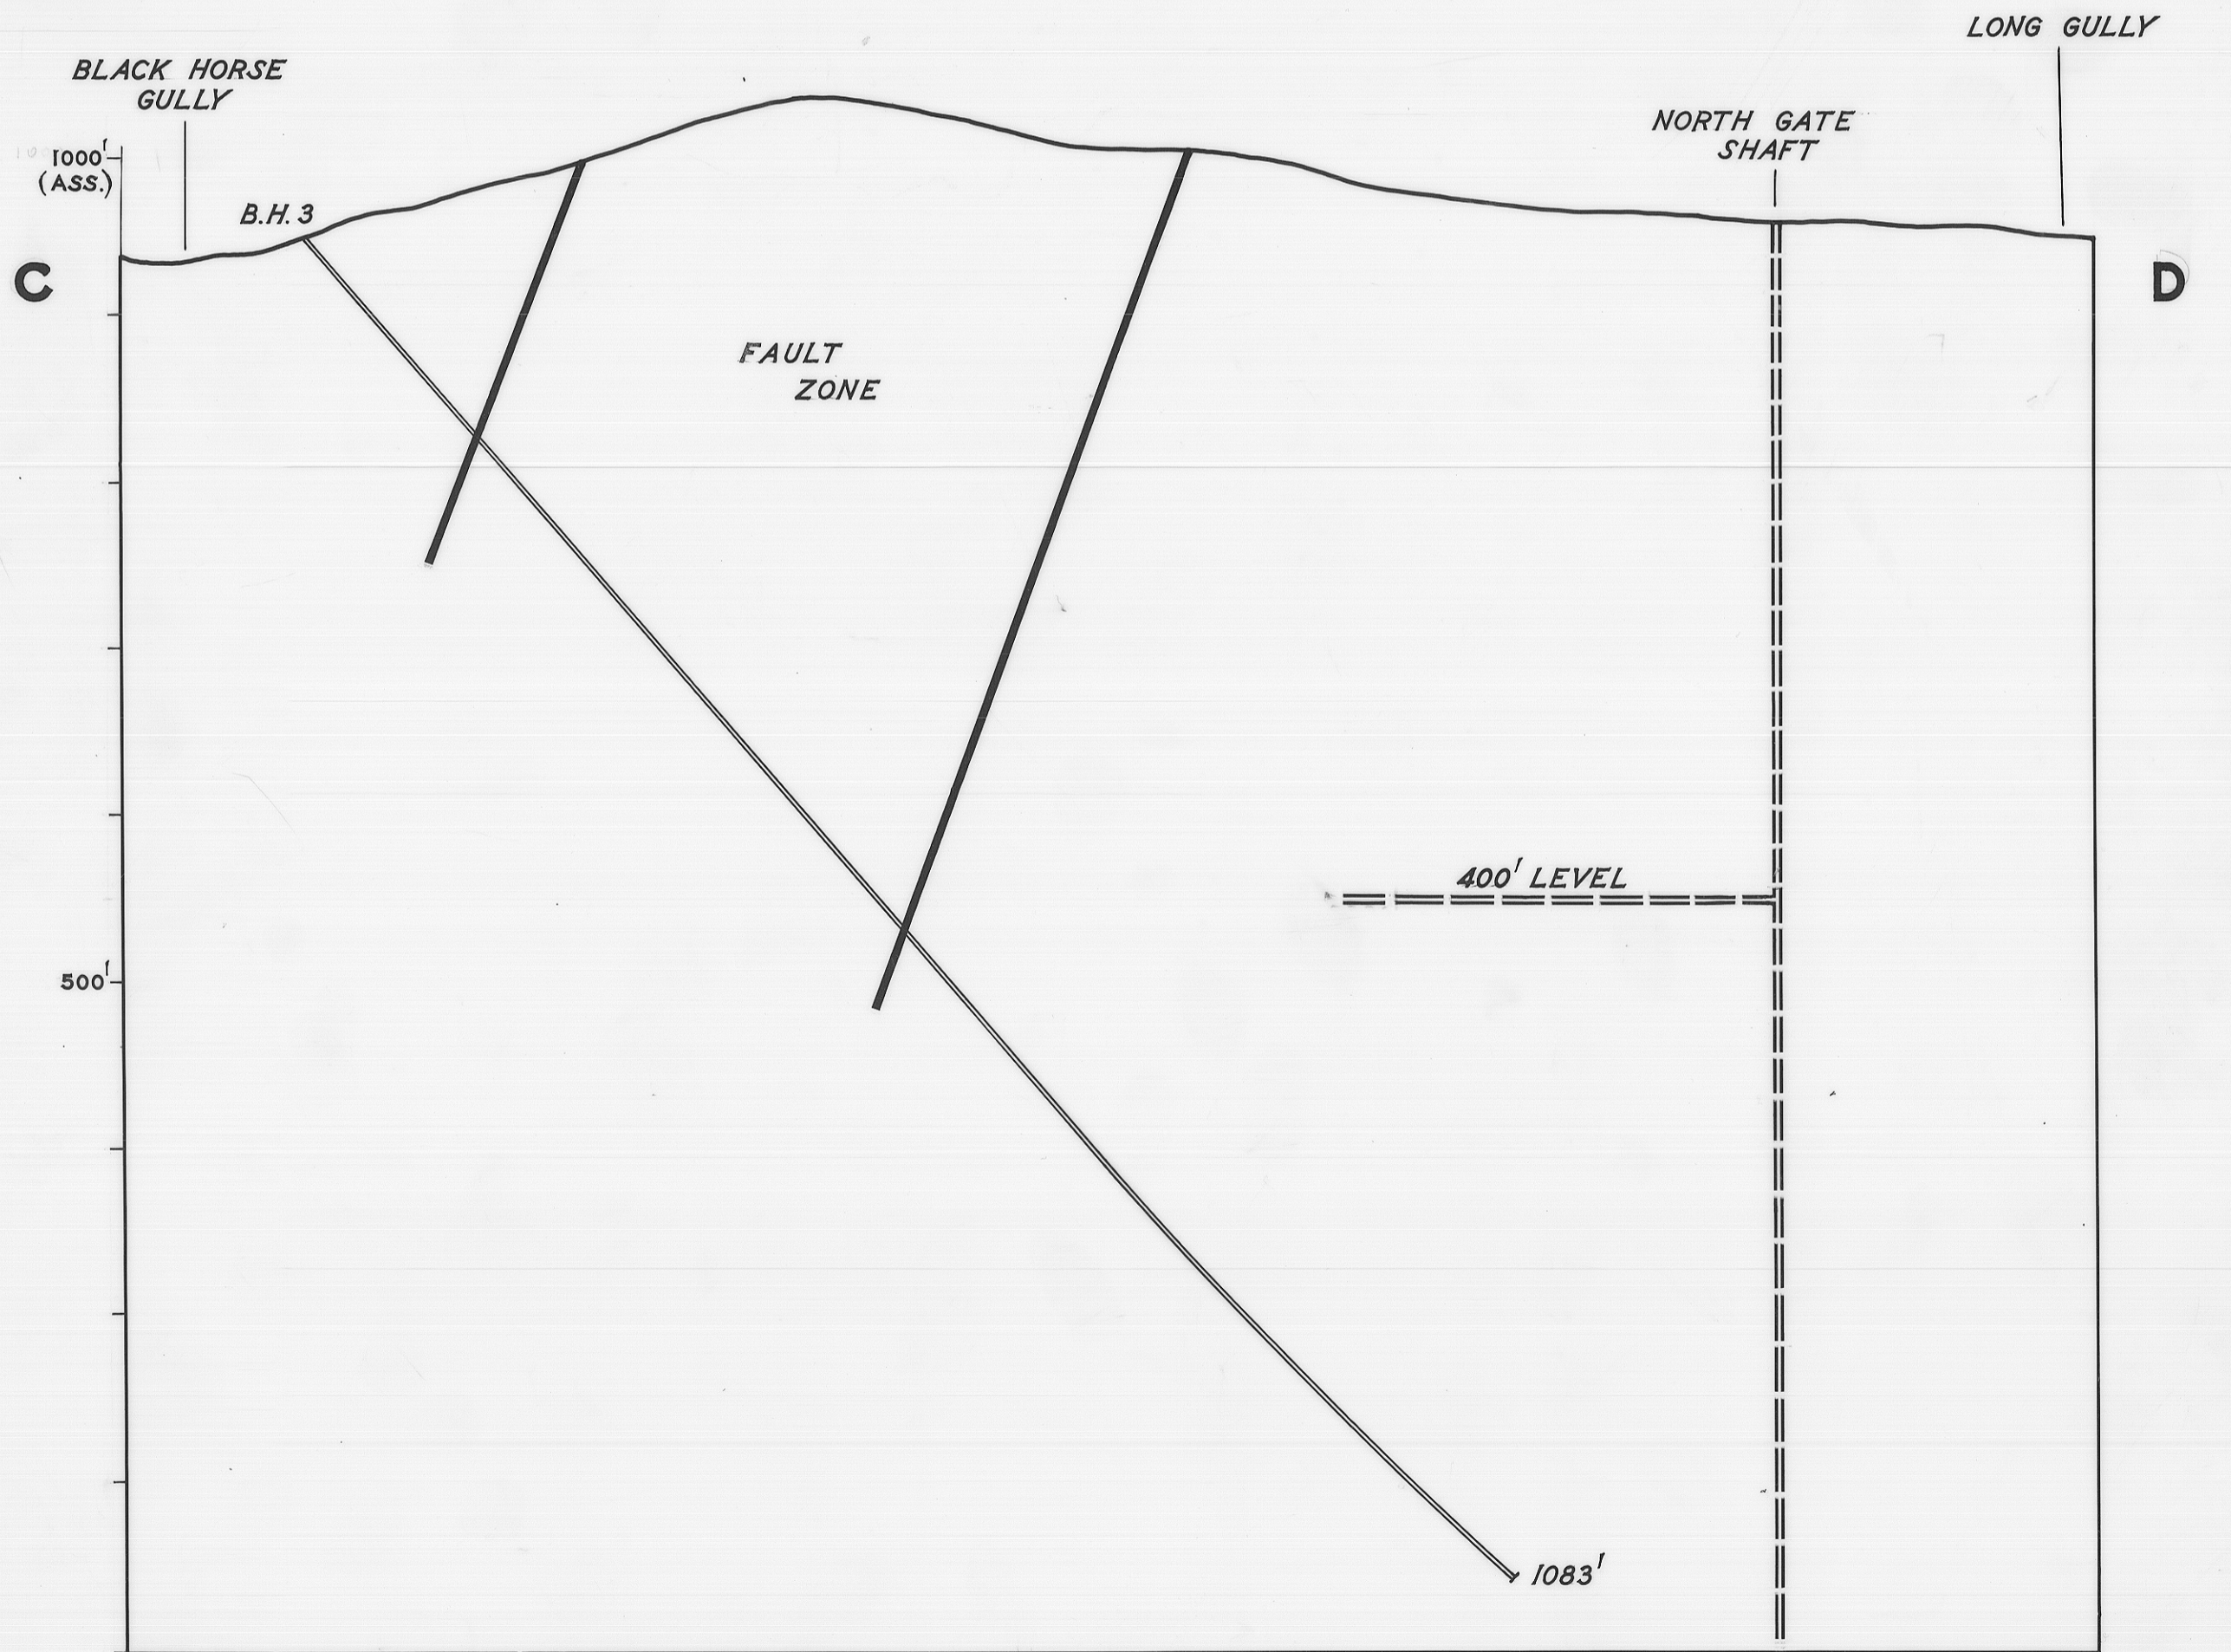 LONG GULLY
BLACK HORSE
GULLY
NORTH GATE
SHAFT
1000'
(ASS.)
B.H. 3
C
D
FAULT
ZONE
400' LEVEL
500'
1083'